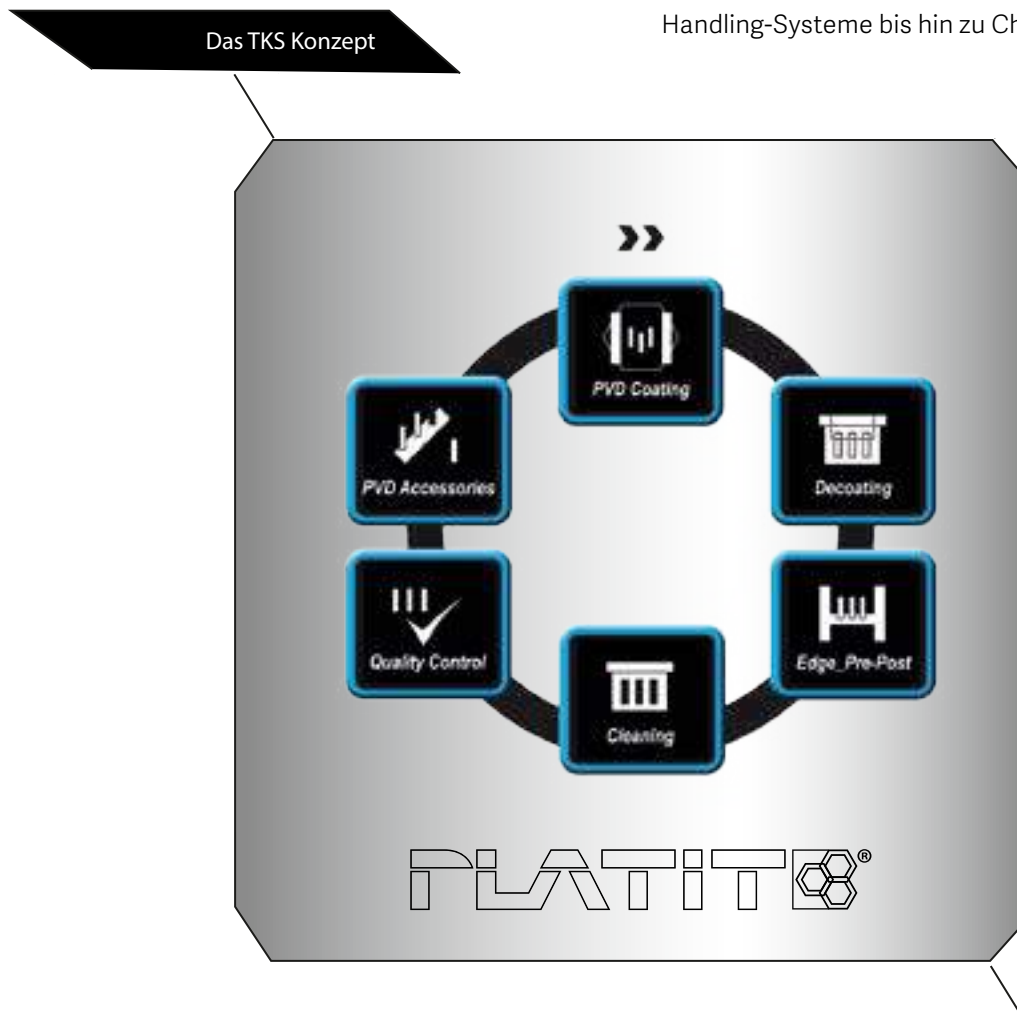 Handling-Systeme bis hin zu Ch
Das TKS Konzept
PVD Coating
PVD Accessories
Decoating
Quality Control
Edge_Pre-Post
Cleaning
PLATIT®